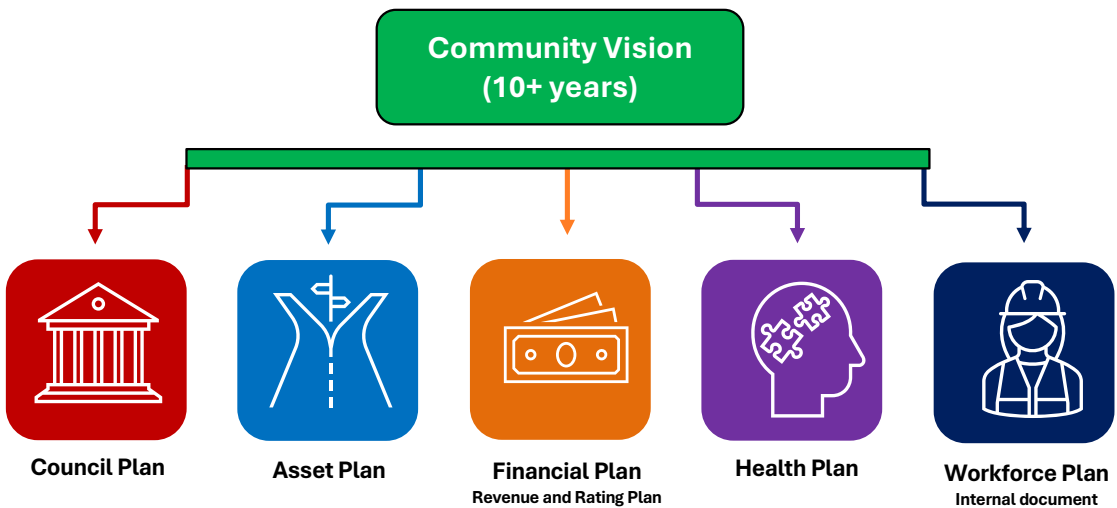 Community Vision
(10+ years)
Council Plan
Asset Plan
Financial Plan
Revenue and Rating Plan
Health Plan
Workforce Plan
Internal document